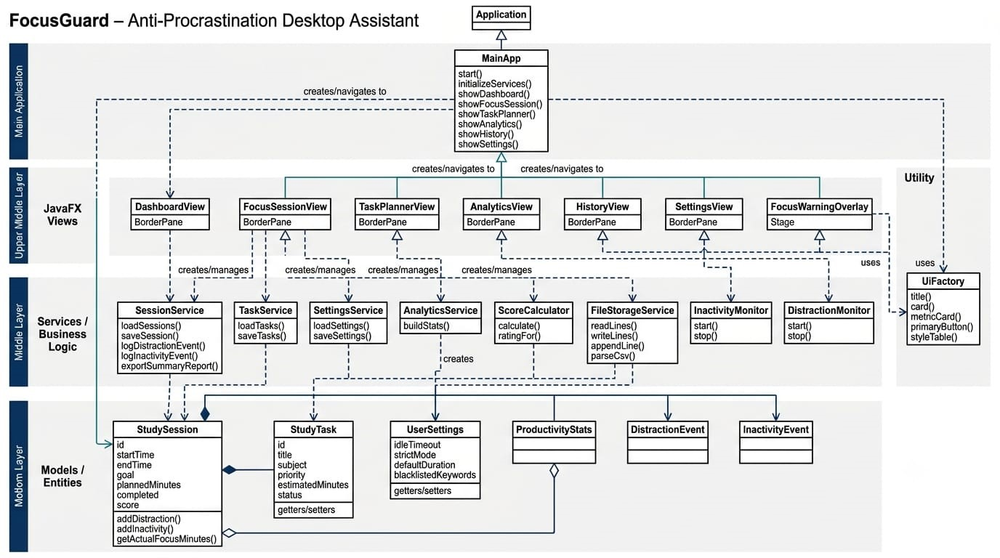 FocusGuard – Anti-Procrastination Desktop Assistant
Application
Main Application
MainApp
start()
initializeServices()
showDashboard()
showFocusSession()
showTaskPlanner()
showAnalytics()
showHistory()
showSettings()
creates/navigates to
Upper Middle Layer
JavaFX
Views
creates/navigates to
creates/navigates to
Utility
DashboardView
BorderPane
FocusSessionView
BorderPane
TaskPlannerView
BorderPane
AnalyticsView
BorderPane
HistoryView
BorderPane
SettingsView
BorderPane
FocusWarningOverlay
Stage
creates/manages
creates/manages
creates/manages
creates/manages
uses
uses
UiFactory
title()
card()
metricCard()
primaryButton()
styleTable()
Middle Layer
Services /
Business
Logic
SessionService
loadSessions()
saveSession()
logDistractionEvent()
logInactivityEvent()
exportSummaryReport()
TaskService
loadTasks()
saveTasks()
SettingsService
loadSettings()
saveSettings()
AnalyticsService
buildStats()
ScoreCalculator
calculate()
ratingFor()
FileStorageService
readLines()
writeLines()
appendLine()
parseCsv()
InactivityMonitor
start()
stop()
DistractionMonitor
start()
stop()
creates
Layer
Models /
Entities
StudySession
id
startTime
endTime
goal
plannedMinutes
completed
score
addDistraction()
addInactivity()
getActualFocusMinutes()
StudyTask
id
title
subject
priority
estimatedMinutes
status
getters/setters
UserSettings
idleTimeout
strictMode
defaultDuration
blacklistedKeywords
getters/setters
ProductivityStats
DistractionEvent
InactivityEvent